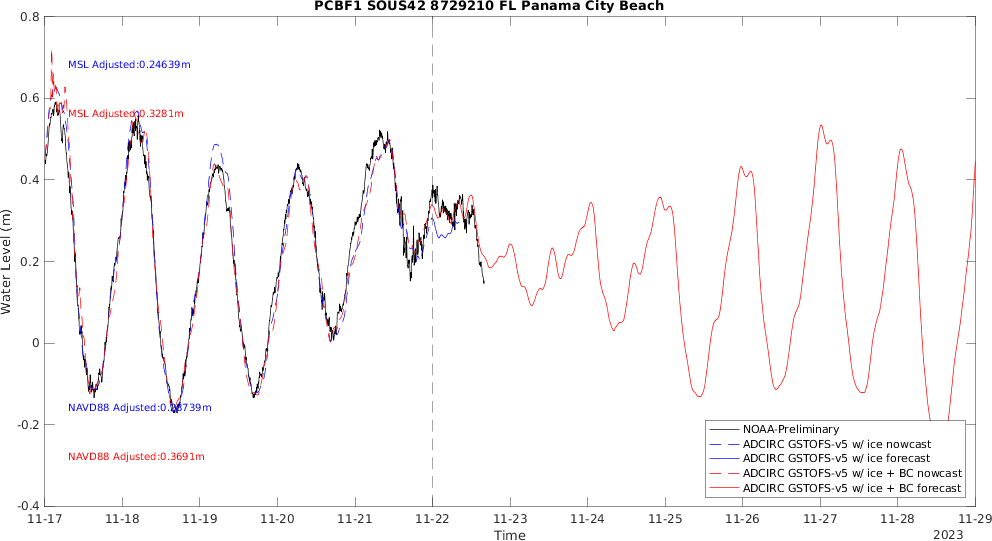 PCBF1 SOUS42 8729210 FL Panama City Beach
0.8
0.6
0.4
0.2
0
-0.2
-0.4
Water Level (m)
MSL Adjusted:0.24639m
MSL Adjusted:0.3281m
NAVD88 Adjusted:0.28739m
NAVD88 Adjusted:0.3691m
NOAA-Preliminary
ADCIRC GSTOFS-v5 w/ ice nowcast
ADCIRC GSTOFS-v5 w/ ice forecast
ADCIRC GSTOFS-v5 w/ ice + BC nowcast
ADCIRC GSTOFS-v5 w/ ice + BC forecast
11-17 11-18 11-19 11-20 11-21 11-22 11-23 11-24 11-25 11-26 11-27 11-28 11-29
Time
2023